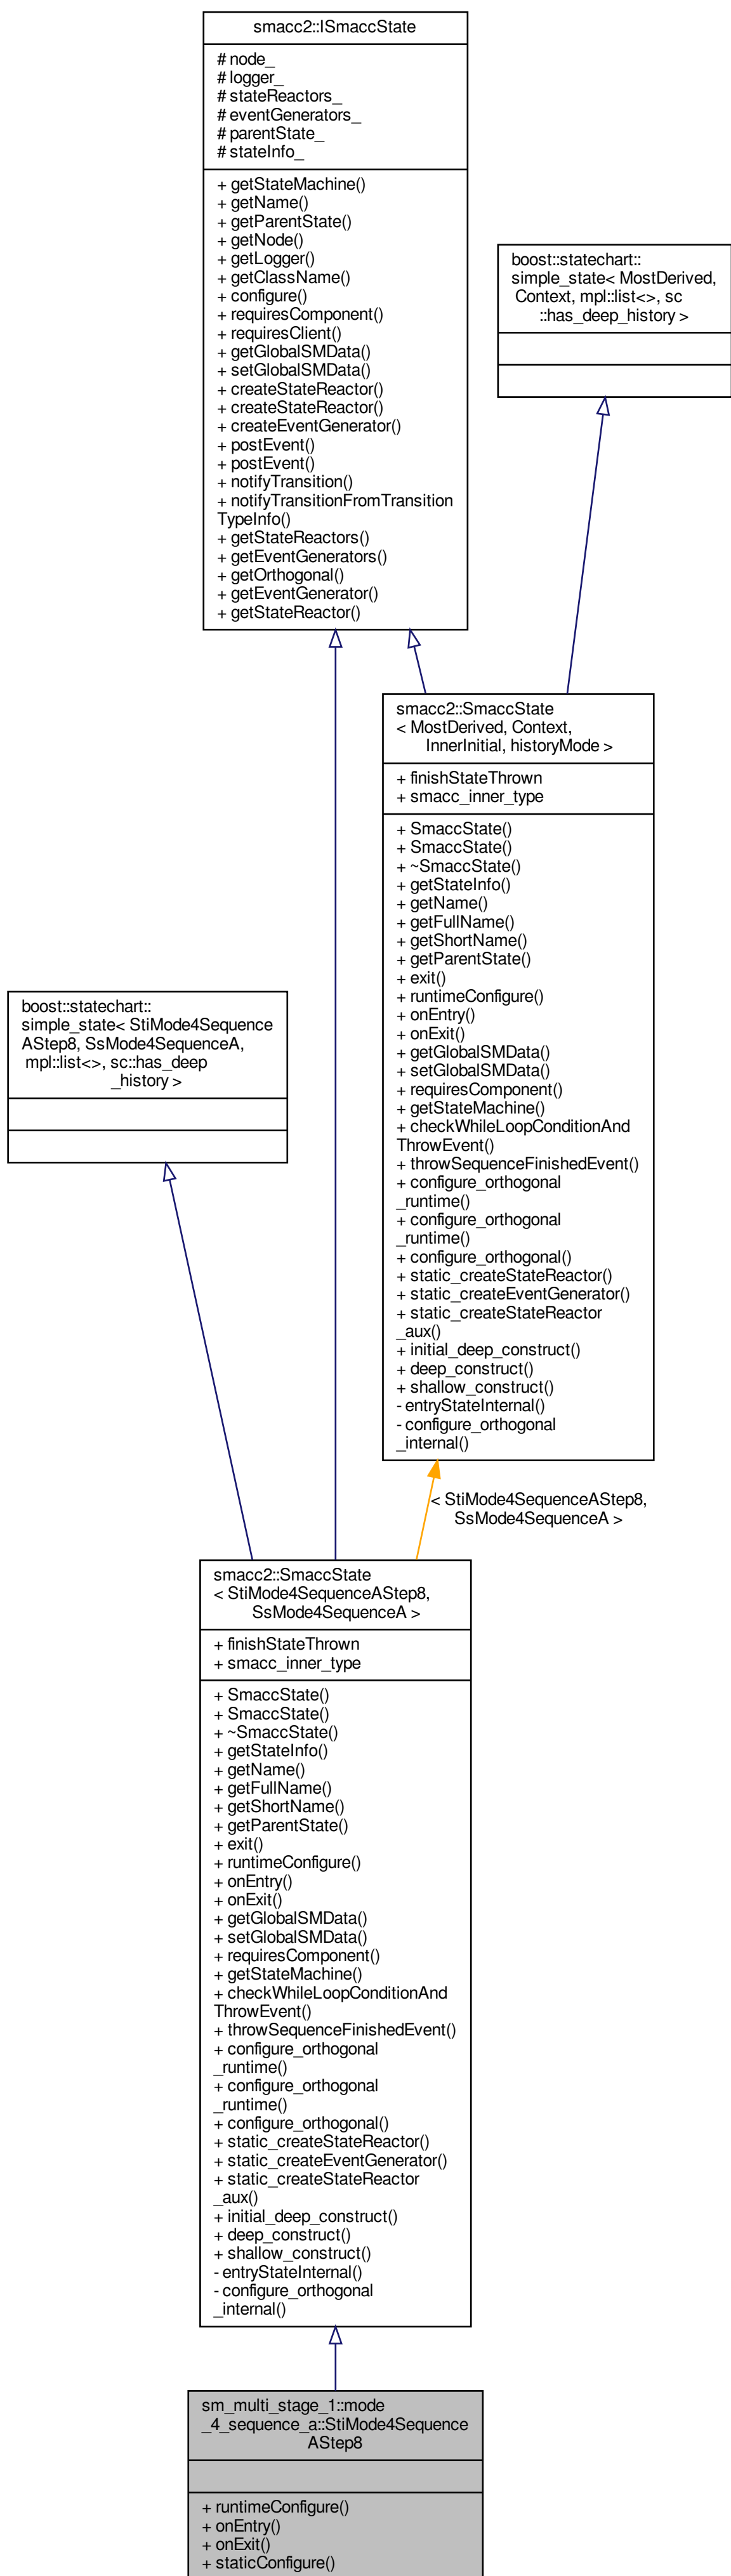 smacc2::ISmaccState
# node_
# logger_
# stateReactors_
# eventGenerators_
# parentState_
# stateInfo_
+ getStateMachine()
+ getName()
+ getParentState()
+ getNode()
+ getLogger()
+ getClassName()
+ configure()
+ requiresComponent()
+ requiresClient()
+ getGlobalSMData()
+ setGlobalSMData()
+ createStateReactor()
+ createStateReactor()
+ createEventGenerator()
+ postEvent()
+ postEvent()
+ notifyTransition()
+ notifyTransitionFromTransition
TypeInfo()
+ getStateReactors()
+ getEventGenerators()
+ getOrthogonal()
+ getEventGenerator()
+ getStateReactor()
boost::statechart::
simple_state< MostDerived,
Context, mpl::list<>, sc
::has_deep_history >
smacc2::SmaccState
< MostDerived, Context,
InnerInitial, historyMode >
+ finishStateThrown
+ smacc_inner_type
+ SmaccState()
+ SmaccState()
+ ~SmaccState()
+ getStateInfo()
+ getName()
+ getFullName()
+ getShortName()
+ getParentState()
+ exit()
+ runtimeConfigure()
+ onEntry()
+ onExit()
+ getGlobalSMData()
+ setGlobalSMData()
+ requiresComponent()
+ getStateMachine()
+ checkWhileLoopConditionAnd
ThrowEvent()
+ throwSequenceFinishedEvent()
+ configure_orthogonal
_runtime()
+ configure_orthogonal
_runtime()
+ configure_orthogonal()
+ static_createStateReactor()
+ static_createEventGenerator()
+ static_createStateReactor
_aux()
+ initial_deep_construct()
+ deep_construct()
+ shallow_construct()
- entryStateInternal()
- configure_orthogonal
_internal()
boost::statechart::
simple_state< StiMode4Sequence
AStep8, SsMode4SequenceA,
mpl::list<>, sc::has_deep
_history >
< StiMode4SequenceAStep8,
SsMode4SequenceA >
smacc2::SmaccState
< StiMode4SequenceAStep8,
SsMode4SequenceA >
+ finishStateThrown
+ smacc_inner_type
+ SmaccState()
+ SmaccState()
+ ~SmaccState()
+ getStateInfo()
+ getName()
+ getFullName()
+ getShortName()
+ getParentState()
+ exit()
+ runtimeConfigure()
+ onEntry()
+ onExit()
+ getGlobalSMData()
+ setGlobalSMData()
+ requiresComponent()
+ getStateMachine()
+ checkWhileLoopConditionAnd
ThrowEvent()
+ throwSequenceFinishedEvent()
+ configure_orthogonal
_runtime()
+ configure_orthogonal
_runtime()
+ configure_orthogonal()
+ static_createStateReactor()
+ static_createEventGenerator()
+ static_createStateReactor
_aux()
+ initial_deep_construct()
+ deep_construct()
+ shallow_construct()
- entryStateInternal()
- configure_orthogonal
_internal()
sm_multi_stage_1::mode
_4_sequence_a::StiMode4Sequence
AStep8
+ runtimeConfigure()
+ onEntry()
+ onExit()
+ staticConfigure()